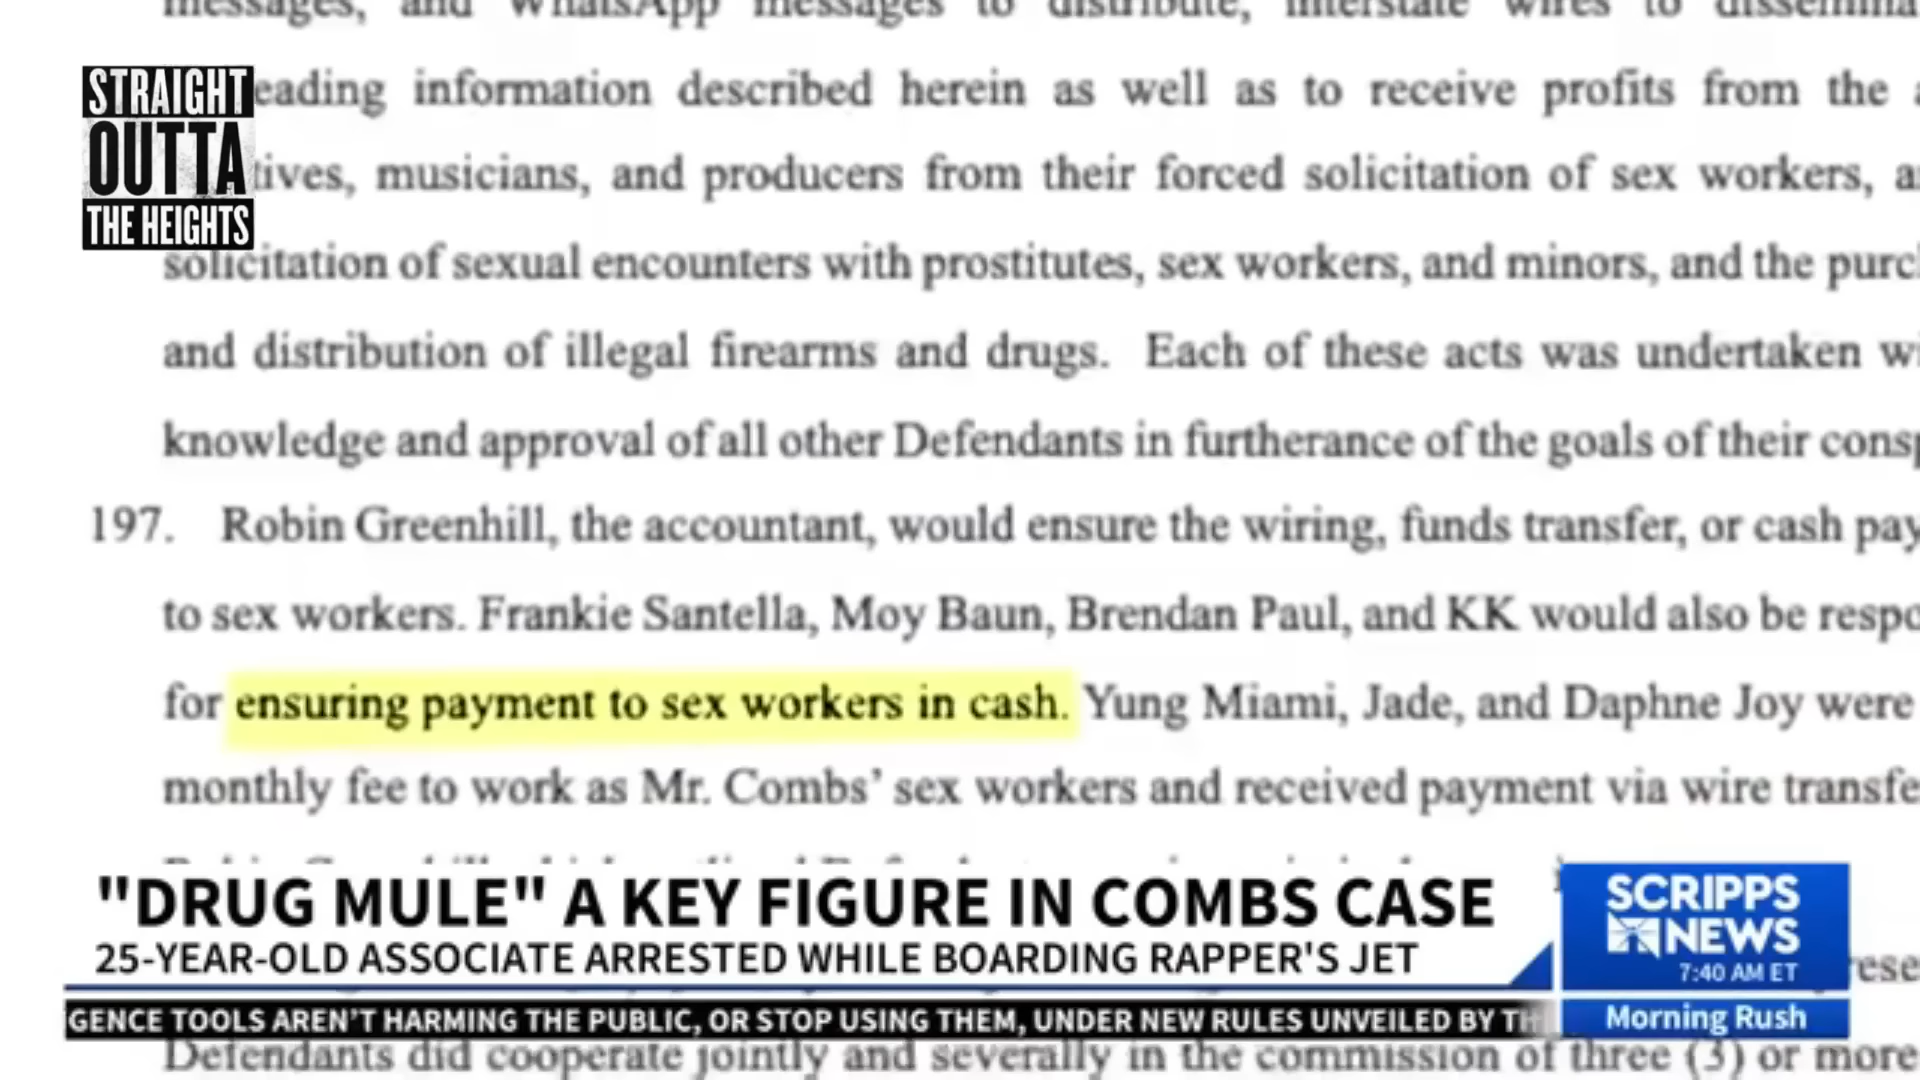 messages, and WhatsApp messages to distribute, interstate wires to
STRAIGHT
OUTTA
THE HEIGHTS
eading information described herein as well as to receive profits from the
tives, musicians, and producers from their forced solicitation of sex workers,
solicitation of sexual encounters with prostitutes, sex workers, and minors, and the
and distribution of illegal firearms and drugs. Each of these acts was undertaken
knowledge and approval of all other Defendants in furtherance of the goals of their
197. Robin Greenhill, the accountant, would ensure the wiring, funds transfer, or cash
to sex workers. Frankie Santella, Moy Baun, Brendan Paul, and KK would also be
for ensuring payment to sex workers in cash. Yung Miami, Jade, and Daphne Joy were
monthly fee to work as Mr. Combs’ sex workers and received payment via wire
"DRUG MULE" A KEY FIGURE IN COMBS CASE
25-YEAR-OLD ASSOCIATE ARRESTED WHILE BOARDING RAPPER'S JET
SCRIPPS
NEWS
7:40 AM ET
GENCE TOOLS AREN'T HARMING THE PUBLIC, OR STOP USING THEM, UNDER NEW RULES UNVEILED BY
Morning Rush
Defendants did cooperate jointly and severally in the commission of three (3) or more